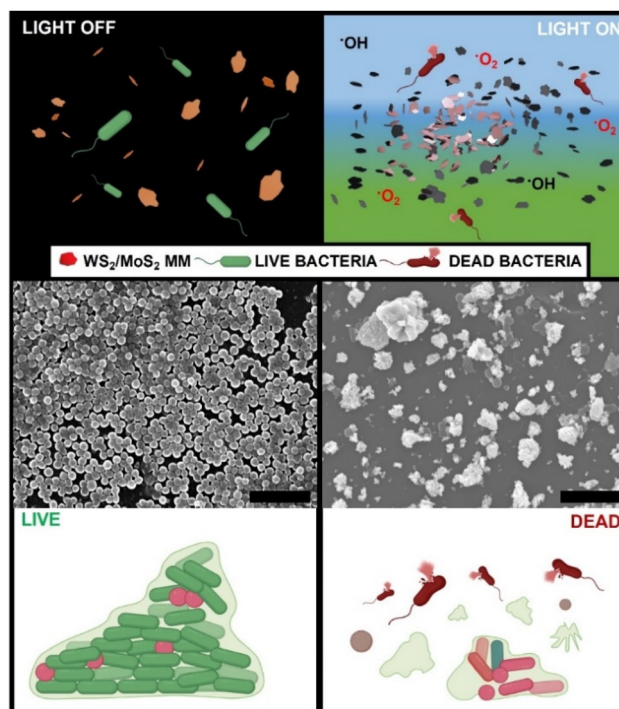 LIGHT OFF
LIGHT ON
·OH
·O₂
·O₂
·O₂
·OH
WS₂/MoS₂ MM
LIVE BACTERIA
DEAD BACTERIA
LIVE
DEAD